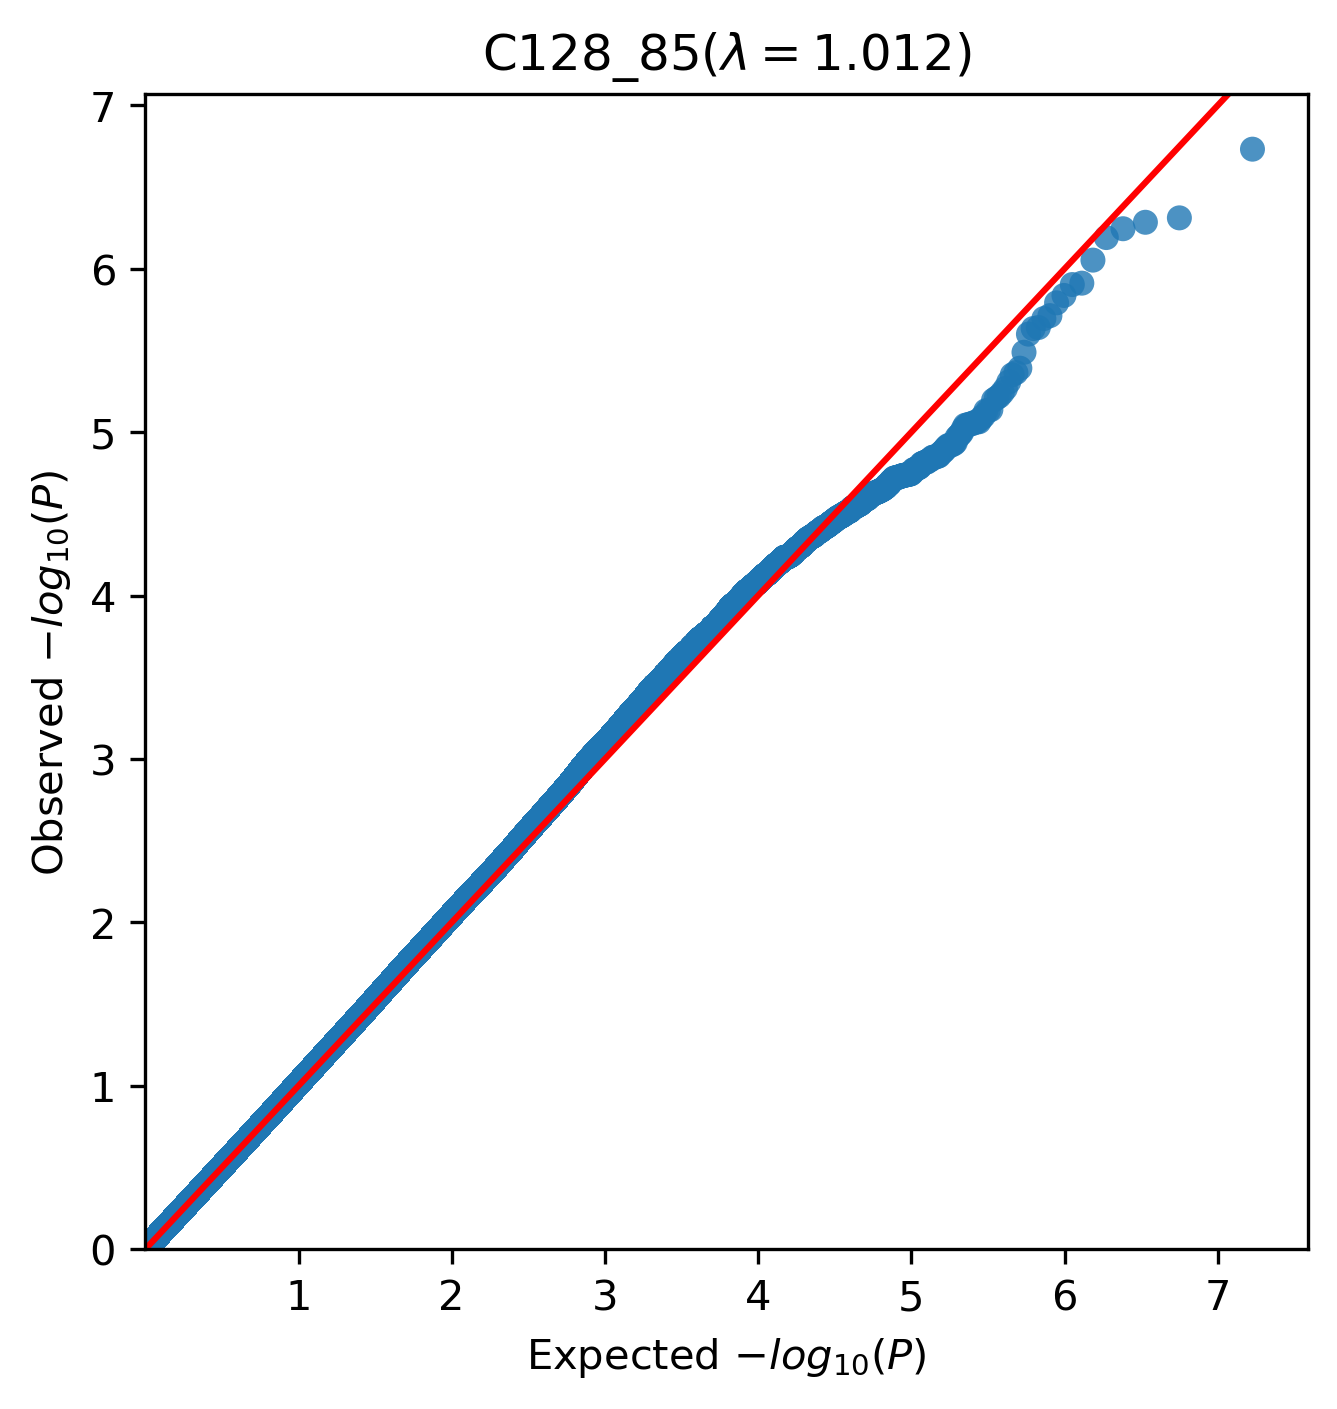 C128_85(λ = 1.012)
Observed −log₁₀(P)
7
6
5
4
3
2
1
0
1 2 3 4 5 6 7
Expected −log₁₀(P)